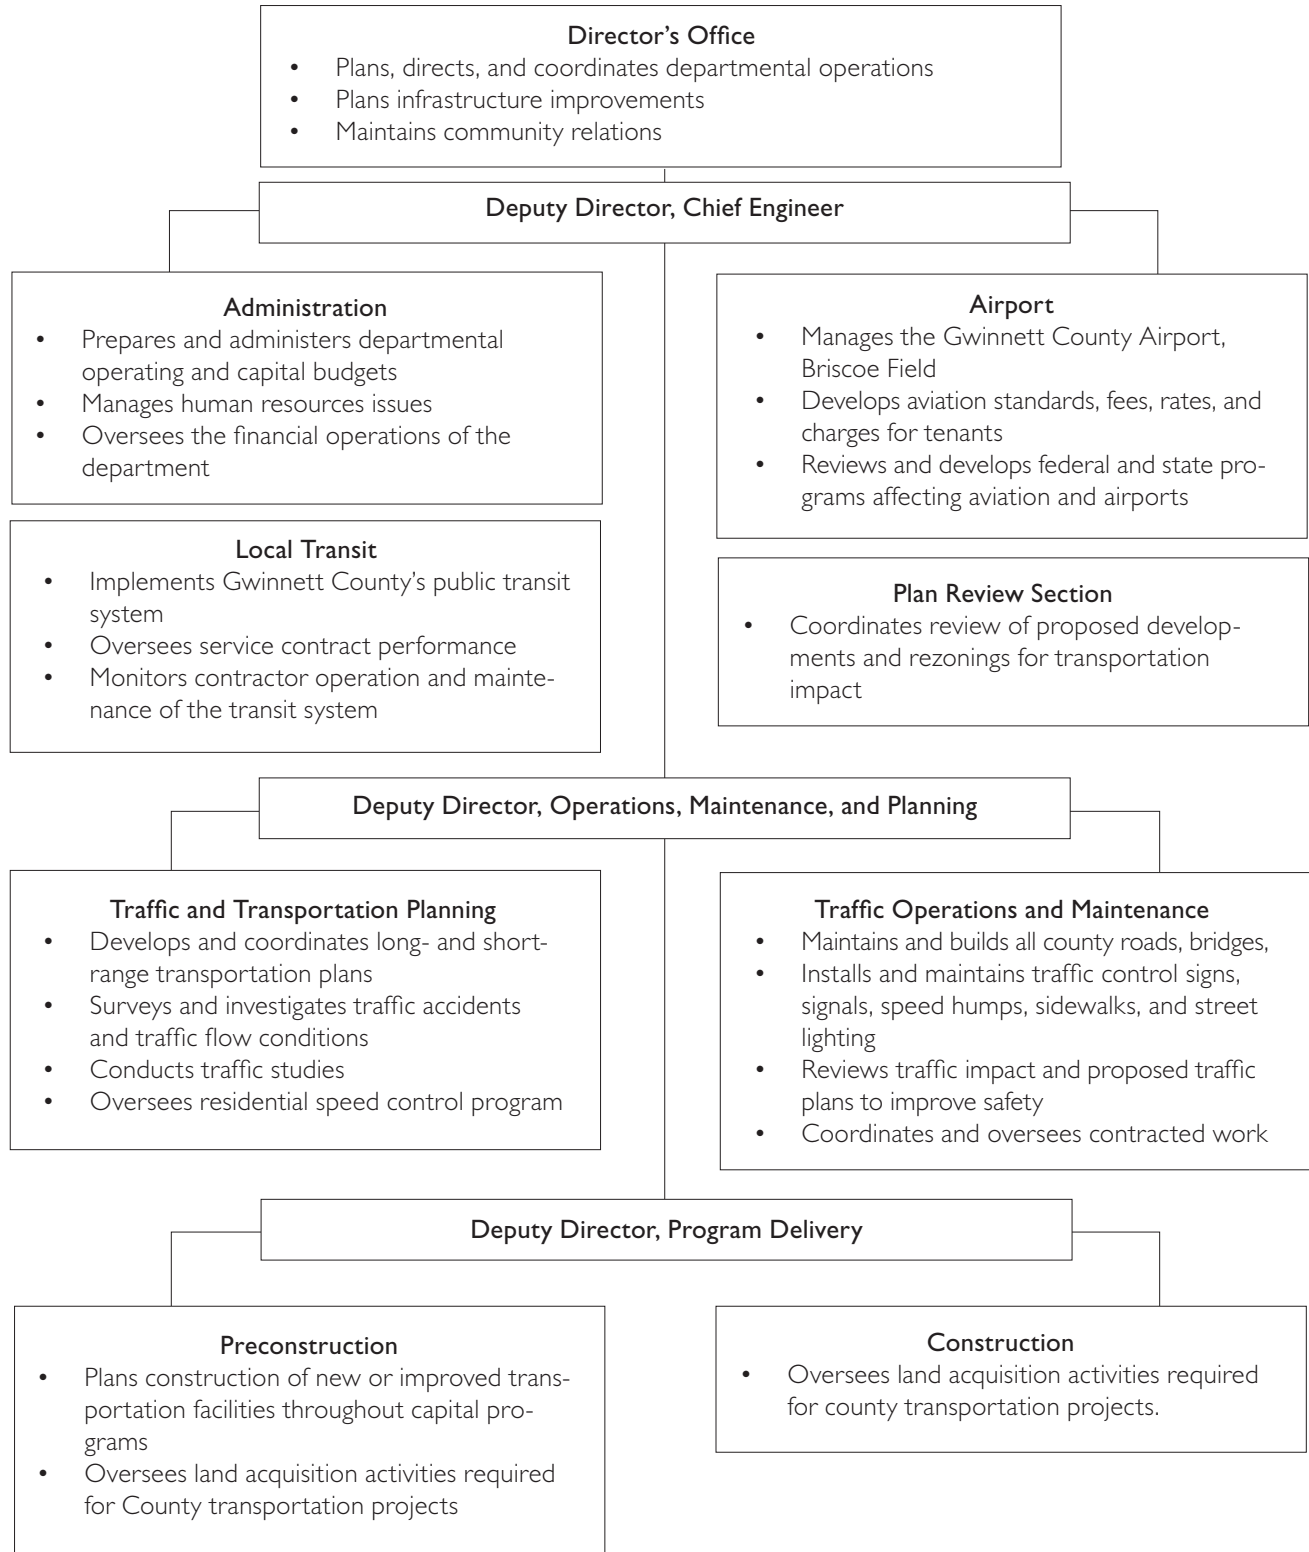 Director’s Office
• Plans, directs, and coordinates departmental operations
• Plans infrastructure improvements
• Maintains community relations
Deputy Director, Chief Engineer
Administration
• Prepares and administers departmental
operating and capital budgets
• Manages human resources issues
• Oversees the financial operations of the
department
Airport
• Manages the Gwinnett County Airport,
Briscoe Field
• Develops aviation standards, fees, rates, and
charges for tenants
• Reviews and develops federal and state pro-
grams affecting aviation and airports
Local Transit
• Implements Gwinnett County’s public transit
system
• Oversees service contract performance
• Monitors contractor operation and mainte-
nance of the transit system
Plan Review Section
• Coordinates review of proposed develop-
ments and rezonings for transportation
impact
Deputy Director, Operations, Maintenance, and Planning
Traffic and Transportation Planning
• Develops and coordinates long- and short-
range transportation plans
• Surveys and investigates traffic accidents
and traffic flow conditions
• Conducts traffic studies
• Oversees residential speed control program
Traffic Operations and Maintenance
• Maintains and builds all county roads, bridges,
• Installs and maintains traffic control signs,
signals, speed humps, sidewalks, and street
lighting
• Reviews traffic impact and proposed traffic
plans to improve safety
• Coordinates and oversees contracted work
Deputy Director, Program Delivery
Preconstruction
• Plans construction of new or improved trans-
portation facilities throughout capital pro-
grams
• Oversees land acquisition activities required
for County transportation projects
Construction
• Oversees land acquisition activities required
for county transportation projects.